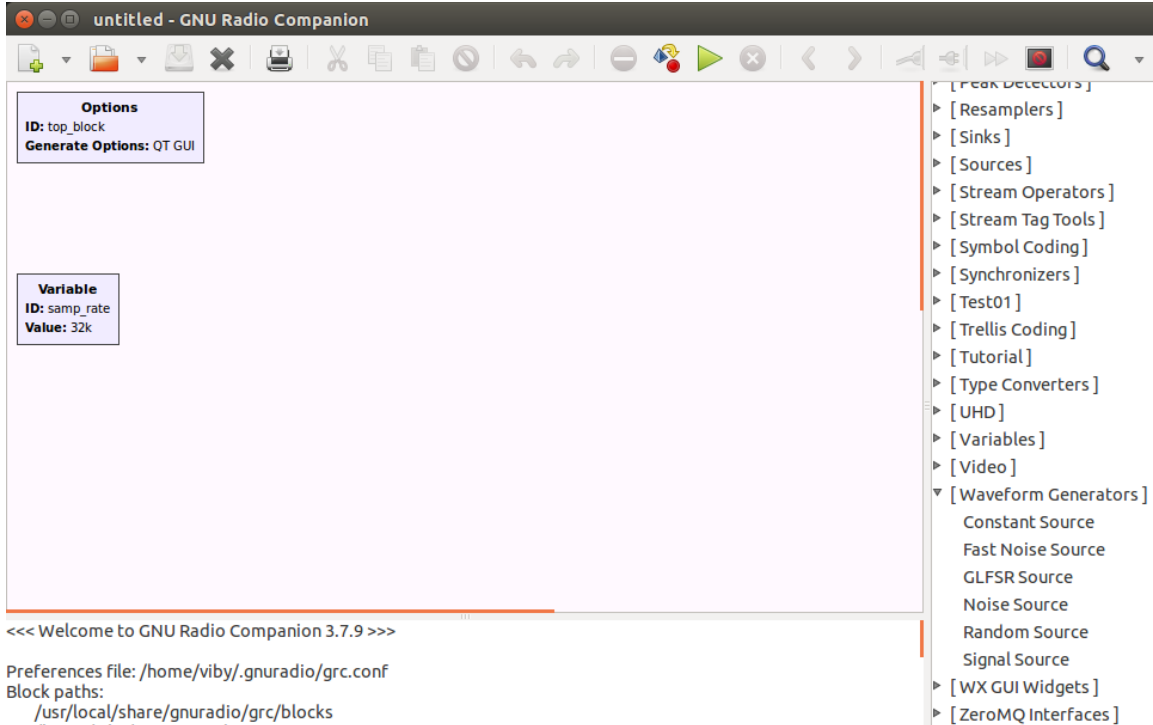 untitled - GNU Radio Companion
Options
ID: top_block
Generate Options: QT GUI
Variable
ID: samp_rate
Value: 32k
<<< Welcome to GNU Radio Companion 3.7.9 >>>
Preferences file: /home/viby/.gnuradio/grc.conf
Block paths:
/usr/local/share/gnuradio/grc/blocks
[ Peak Detectors ]
[ Resamplers ]
[ Sinks ]
[ Sources ]
[ Stream Operators ]
[ Stream Tag Tools ]
[ Symbol Coding ]
[ Synchronizers ]
[ Test01 ]
[ Trellis Coding ]
[ Tutorial ]
[ Type Converters ]
[ UHD ]
[ Variables ]
[ Video ]
[ Waveform Generators ]
Constant Source
Fast Noise Source
GLFSR Source
Noise Source
Random Source
Signal Source
[ WX GUI Widgets ]
[ ZeroMQ Interfaces ]